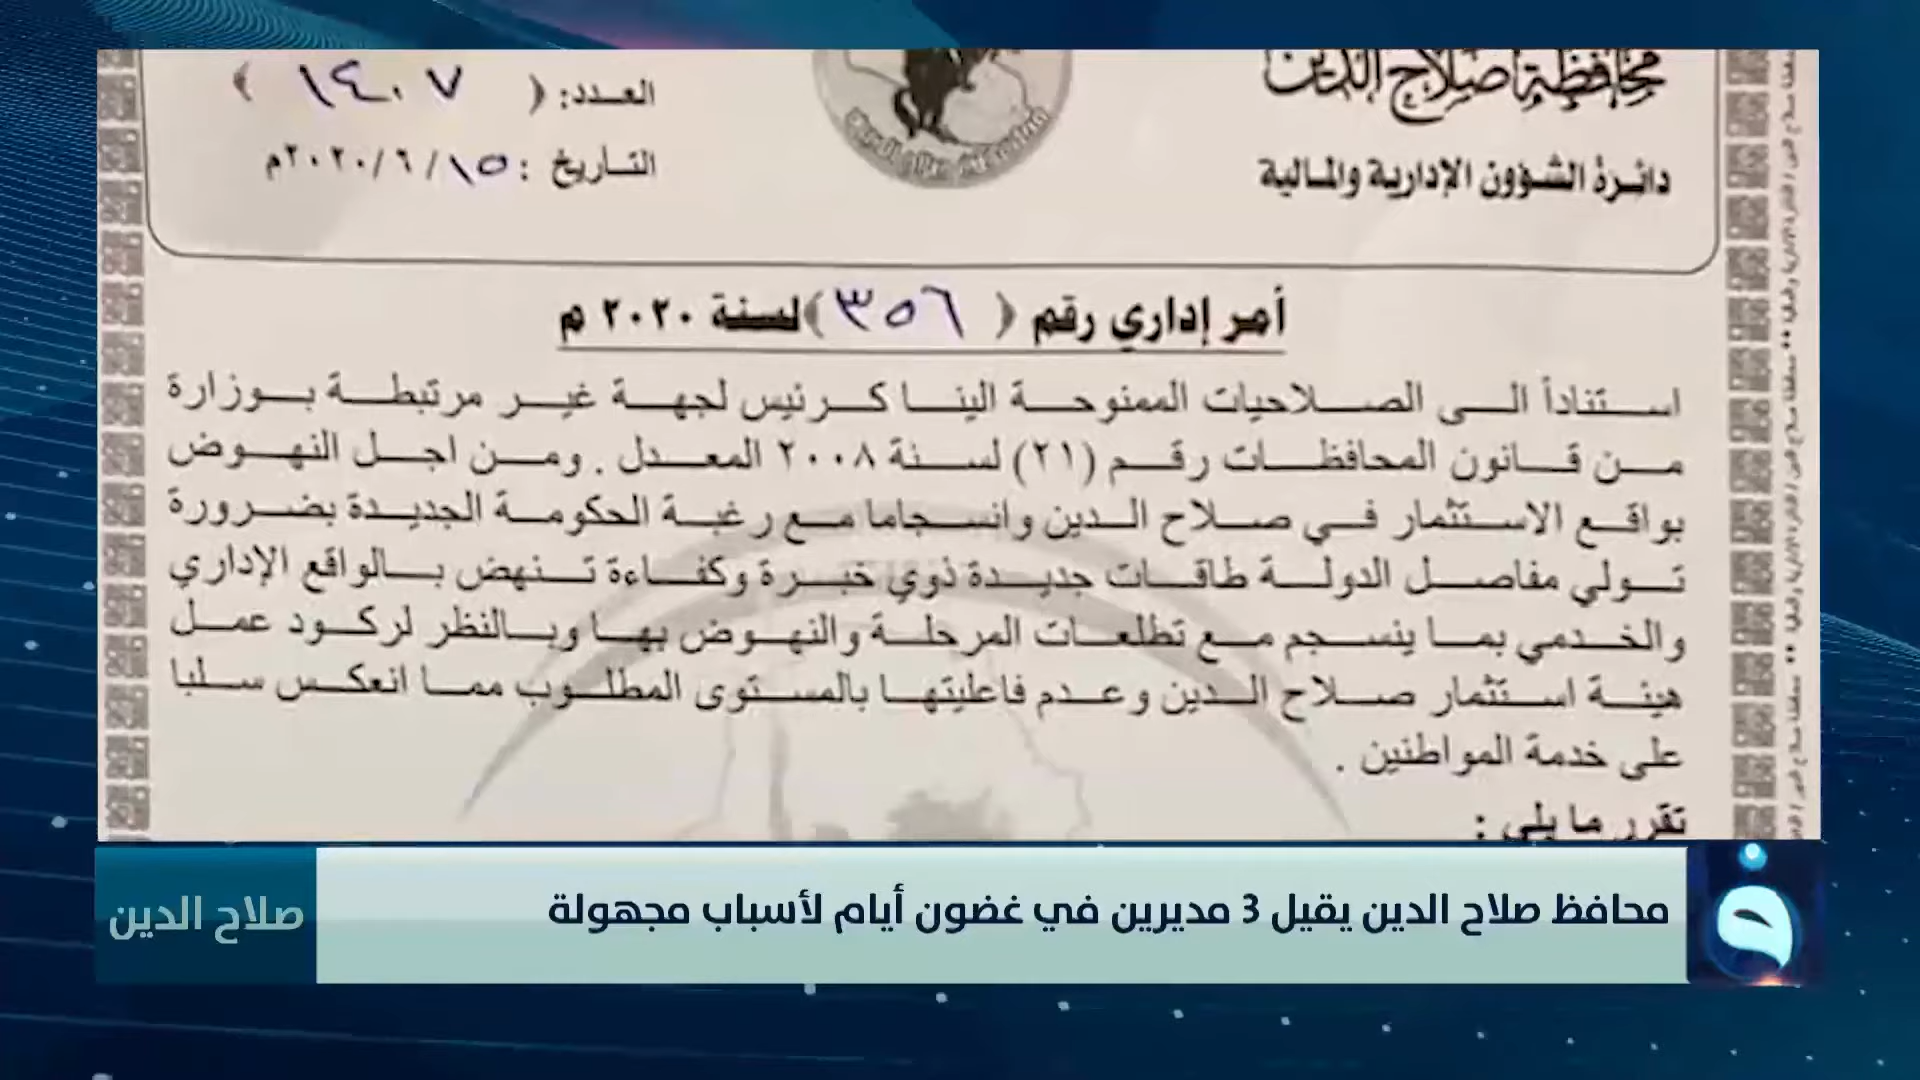 محافظة صلاح الدين
دائرة الشؤون الإدارية والمالية
العدد: ( ١٤٠٧ )
التاريخ : ٢٠٢٠/٦/١٥م
أمر إداري رقم ( ٣٥٦ ) لسنة ٢٠٢٠ م
استناداً الى الصلاحيات الممنوحة الينا كرئيس لجهة غير مرتبطة بوزارة
من قانون المحافظات رقم (٢١) لسنة ٢٠٠٨ المعدل . ومن اجل النهوض
بواقع الاستثمار في صلاح الدين وانسجاما مع رغبة الحكومة الجديدة بضرورة
تولي مفاصل الدولة طاقات جديدة ذوي خبرة وكفاءة تنهض بالواقع الإداري
والخدمي بما ينسجم مع تطلعات المرحلة والنهوض بها وبالنظر لركود عمل
هيئة استثمار صلاح الدين وعدم فاعليتها بالمستوى المطلوب مما انعكس سلبا
على خدمة المواطنين .
تقرر ما يلي :
محافظ صلاح الدين يقيل 3 مديرين في غضون أيام لأسباب مجهولة
صلاح الدين